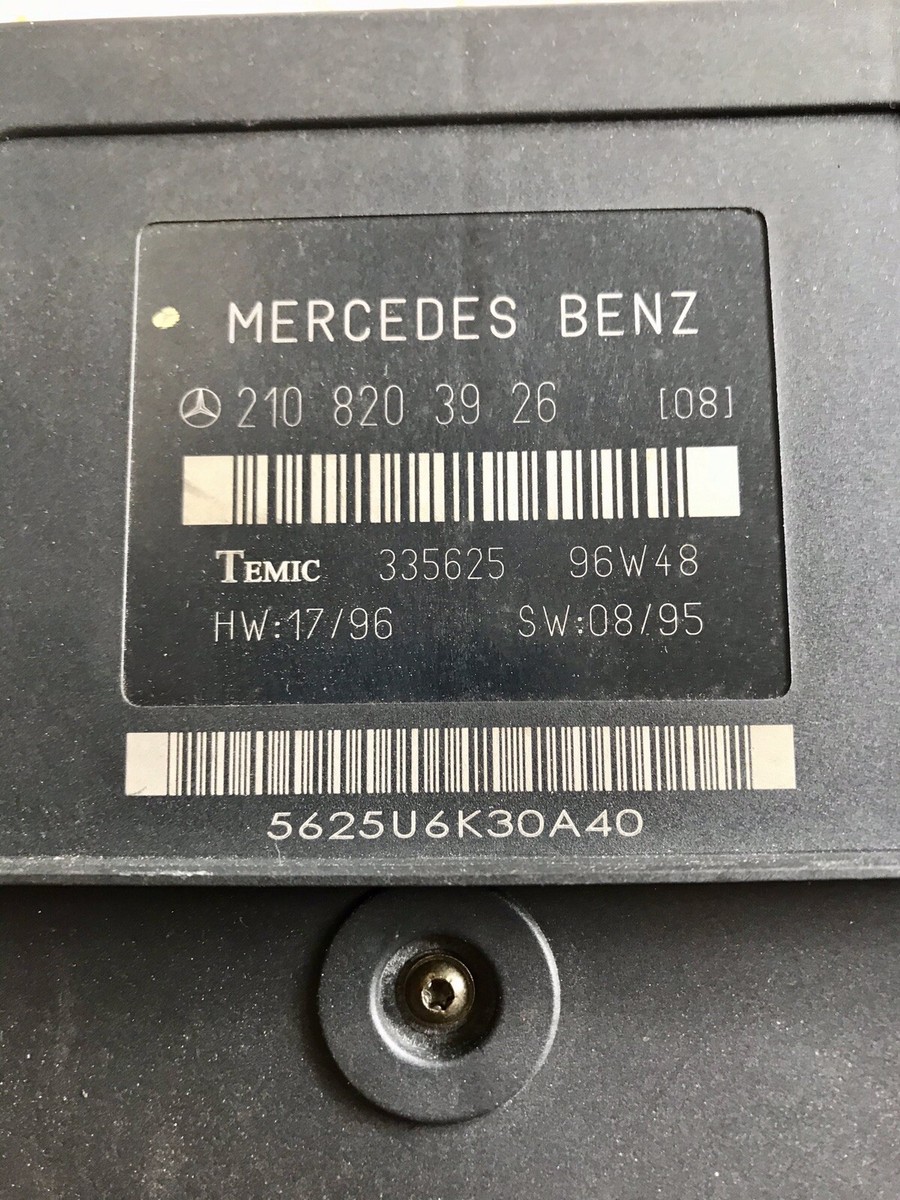 MERCEDES BENZ
210 820 39 26 [08]
TEMIC 335625 96W48
HW:17/96 SW:08/95
5625U6K30A40